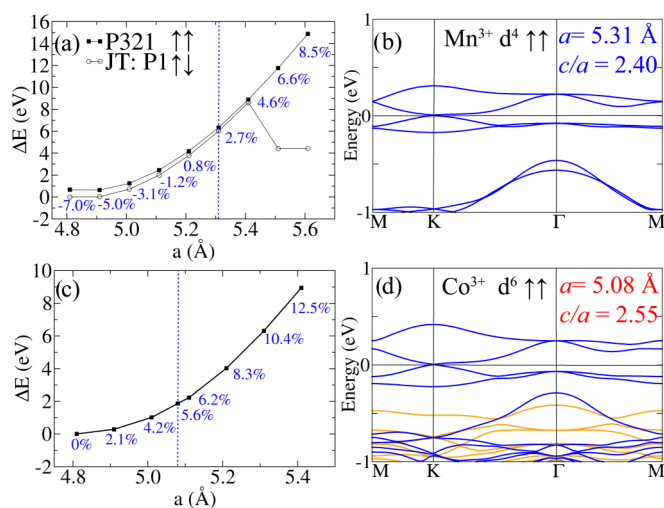 (a)
P321 ↑↑
JT: P1↑↓
16
14
12
10
8
6
4
2
0
-2
ΔE (eV)
-7.0%
-5.0%
-3.1%
-1.2%
0.8%
2.7%
4.6%
6.6%
8.5%
4.8 5.0 5.2 5.4 5.6
a (Å)
(b) Mn³⁺ d⁴ ↑↑
a= 5.31 Å
c/a = 2.40
1
0
-1
Energy (eV)
M K Γ M
(c)
10
8
6
4
2
0
-2
ΔE (eV)
0%
2.1%
4.2%
5.6%
6.2%
8.3%
10.4%
12.5%
4.8 5.0 5.2 5.4
a (Å)
(d) Co³⁺ d⁶ ↑↑
a= 5.08 Å
c/a = 2.55
1
0
-1
Energy (eV)
M K Γ M